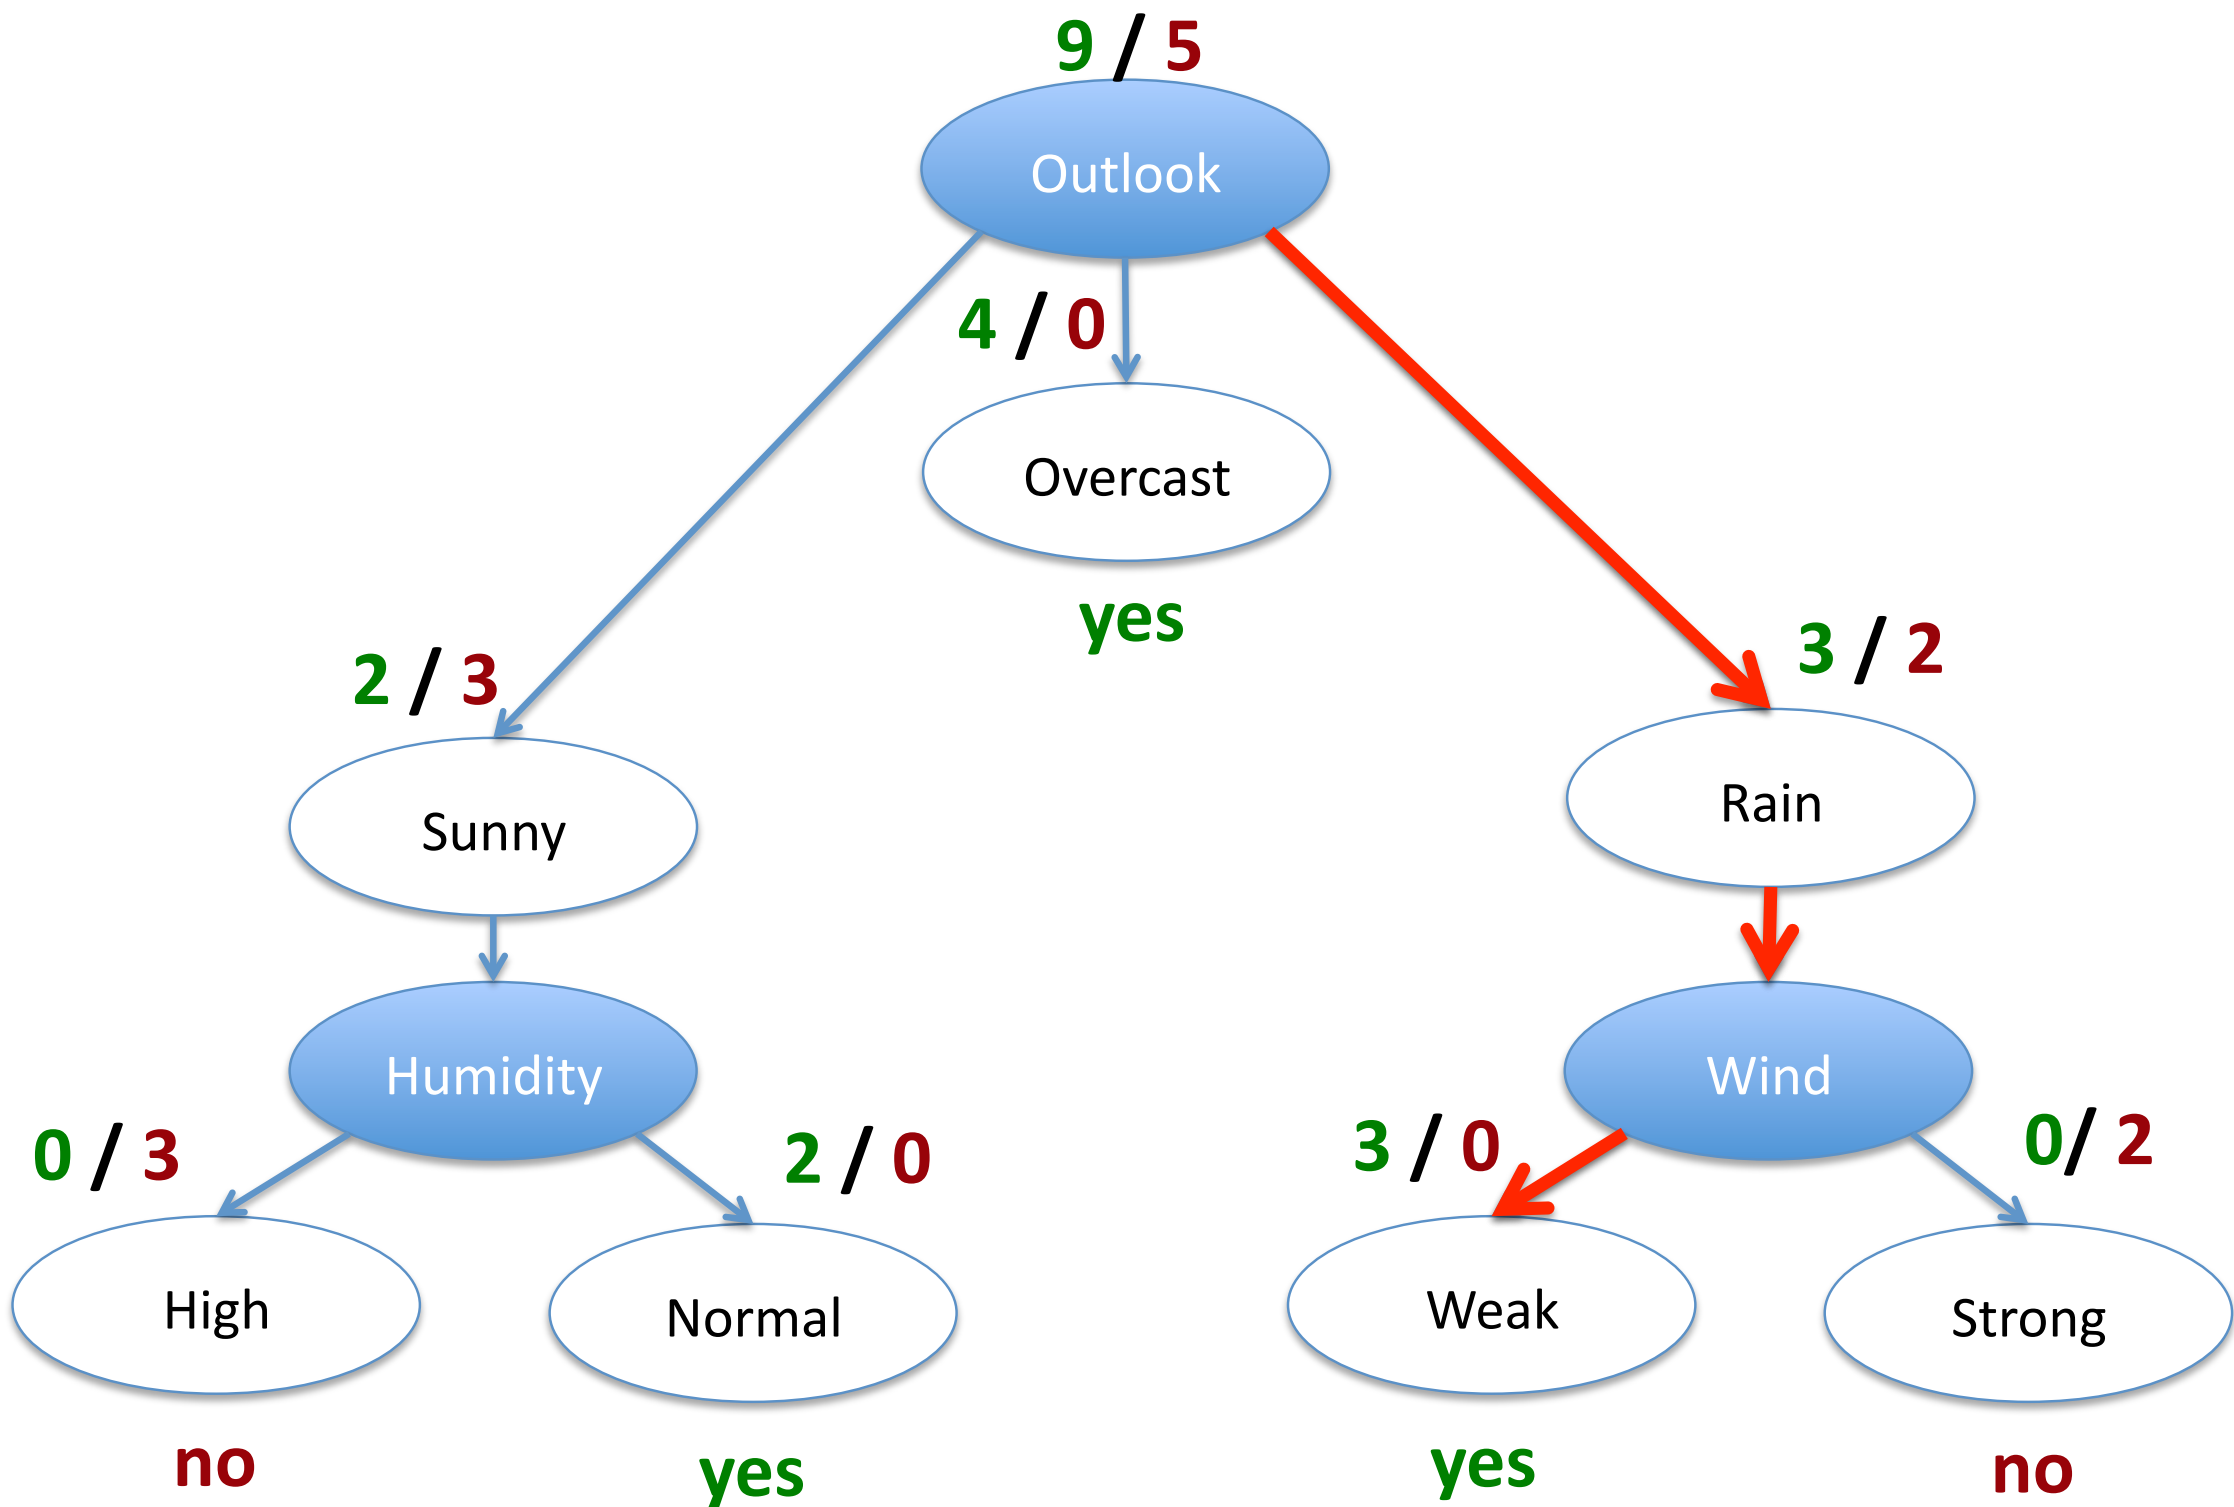 9 / 5
Outlook
4 / 0
Overcast
yes
2 / 3
3 / 2
Sunny
Rain
Humidity
Wind
0 / 3
2 / 0
3 / 0
0/ 2
High
Normal
Weak
Strong
no
yes
yes
no